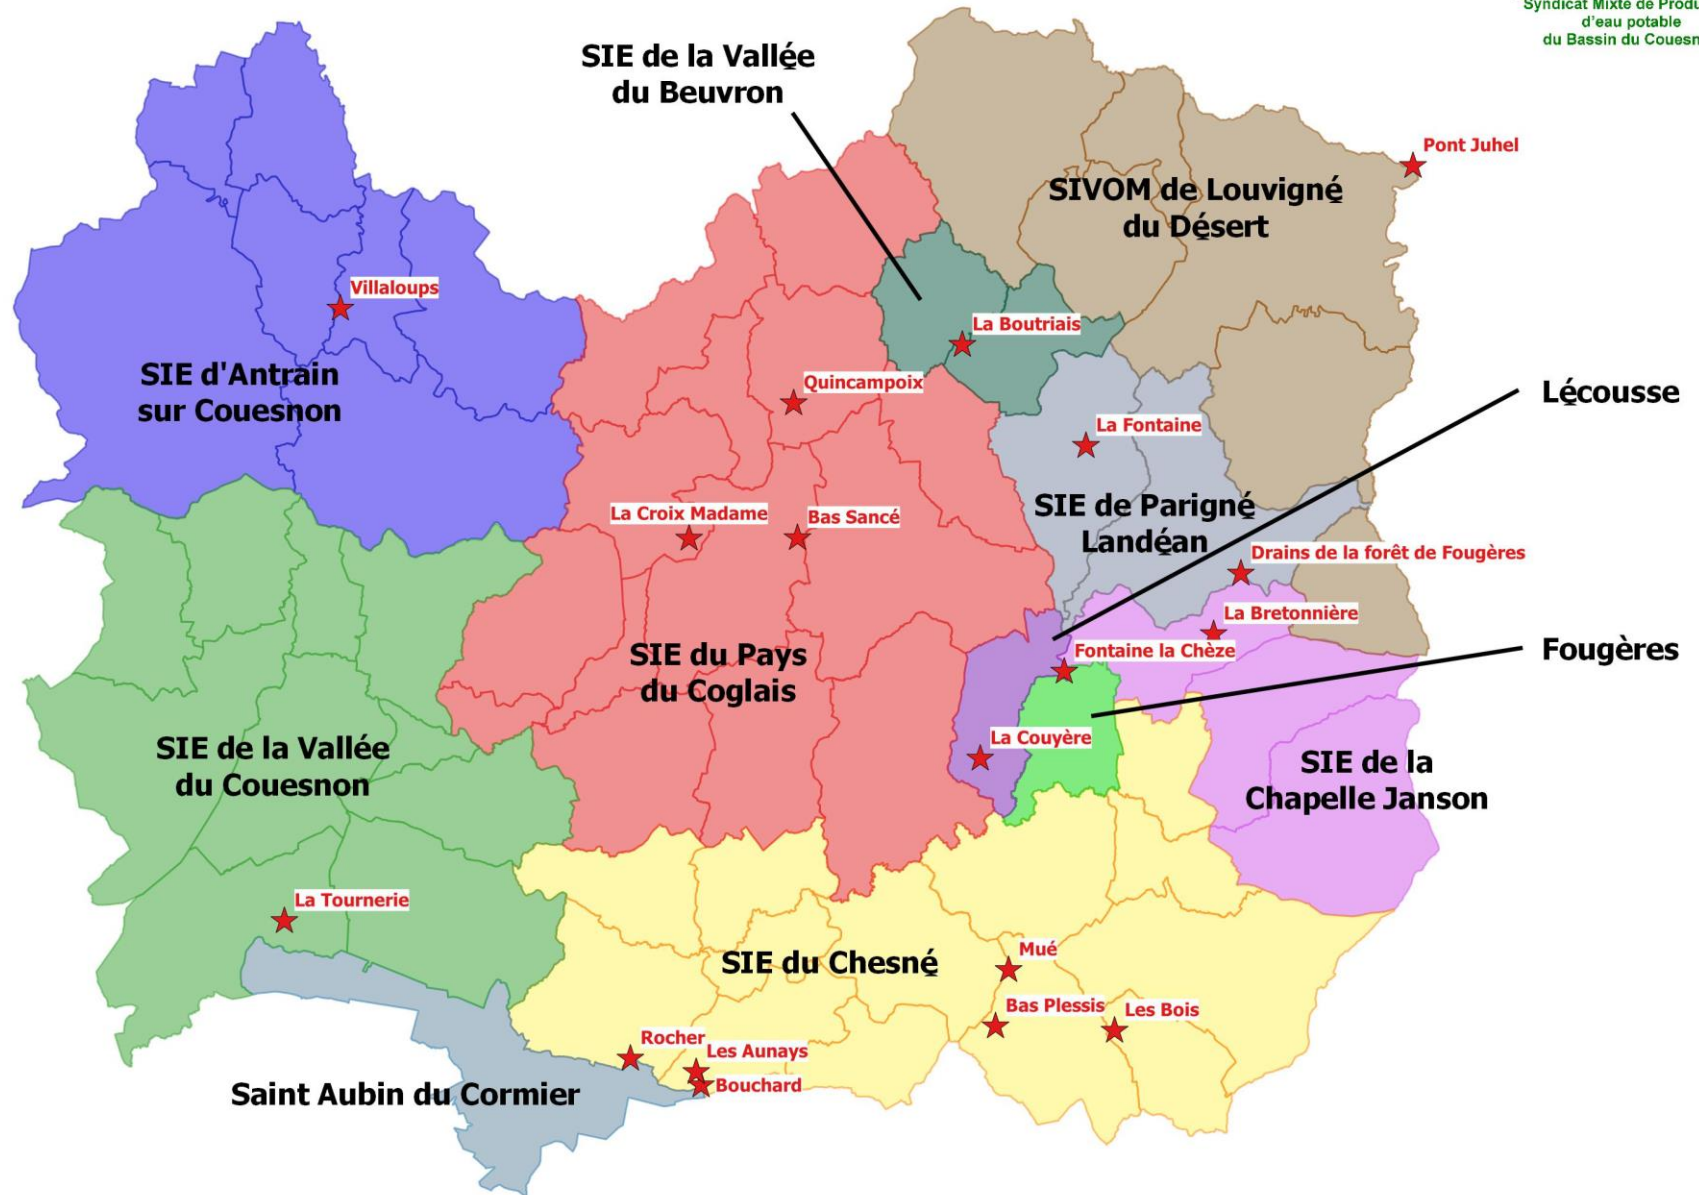 Syndicat Mixte de Produ
d'eau potable
du Bassin du Couesn
SIE de la Vallée
du Beuvron
Pont Juhel
SIVOM de Louvigné
du Désert
Villaloups
La Boutriais
SIE d'Antrain
sur Couesnon
Quincampoix
Lécousse
La Fontaine
SIE de Parigné
Landéan
La Croix Madame
Bas Sancé
Drains de la forêt de Fougères
La Bretonnière
SIE du Pays
du Coglais
Fontaine la Chèze
Fougères
SIE de la Vallée
du Couesnon
La Couyère
SIE de la
Chapelle Janson
La Tournerie
SIE du Chesné
Mué
Bas Plessis
Les Bois
Rocher
Les Aunays
Bouchard
Saint Aubin du Cormier